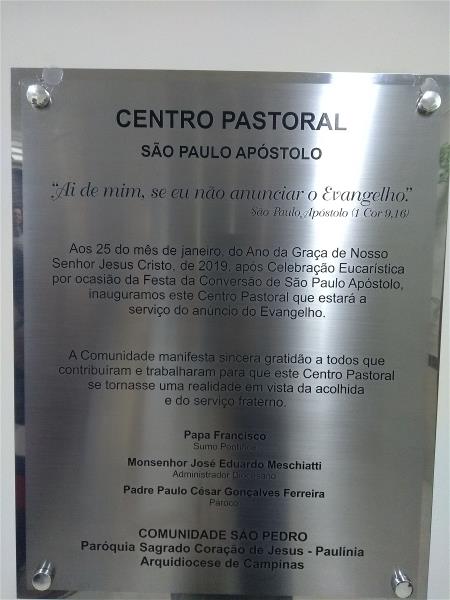 CENTRO PASTORAL
SÃO PAULO APÓSTOLO
"Ai de mim, se eu não anunciar o Evangelho."
São Paulo, Apóstolo (1 Cor 9,16)
Aos 25 do mês de janeiro, do Ano da Graça de Nosso
Senhor Jesus Cristo, de 2019, após Celebração Eucarística
por ocasião da Festa da Conversão de São Paulo Apóstolo,
inauguramos este Centro Pastoral que estará a
serviço do anúncio do Evangelho.
A Comunidade manifesta sincera gratidão a todos que
contribuíram e trabalharam para que este Centro Pastoral
se tornasse uma realidade em vista da acolhida
e do serviço fraterno.
Papa Francisco
Sumo Pontífice
Monsenhor José Eduardo Meschiatti
Administrador Diocesano
Padre Paulo César Gonçalves Ferreira
Pároco
COMUNIDADE SÃO PEDRO
Paróquia Sagrado Coração de Jesus - Paulínia
Arquidiocese de Campinas